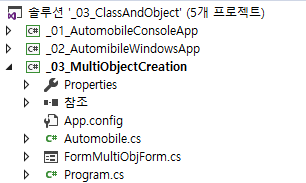 솔루션 '_03_ClassAndObject' (5개 프로젝트)
C# _01_AutomobileConsoleApp
C# _02_AutomibileWindowsApp
C# _03_MultiObjectCreation
Properties
참조
App.config
C# Automobile.cs
FormMultiObjForm.cs
C# Program.cs